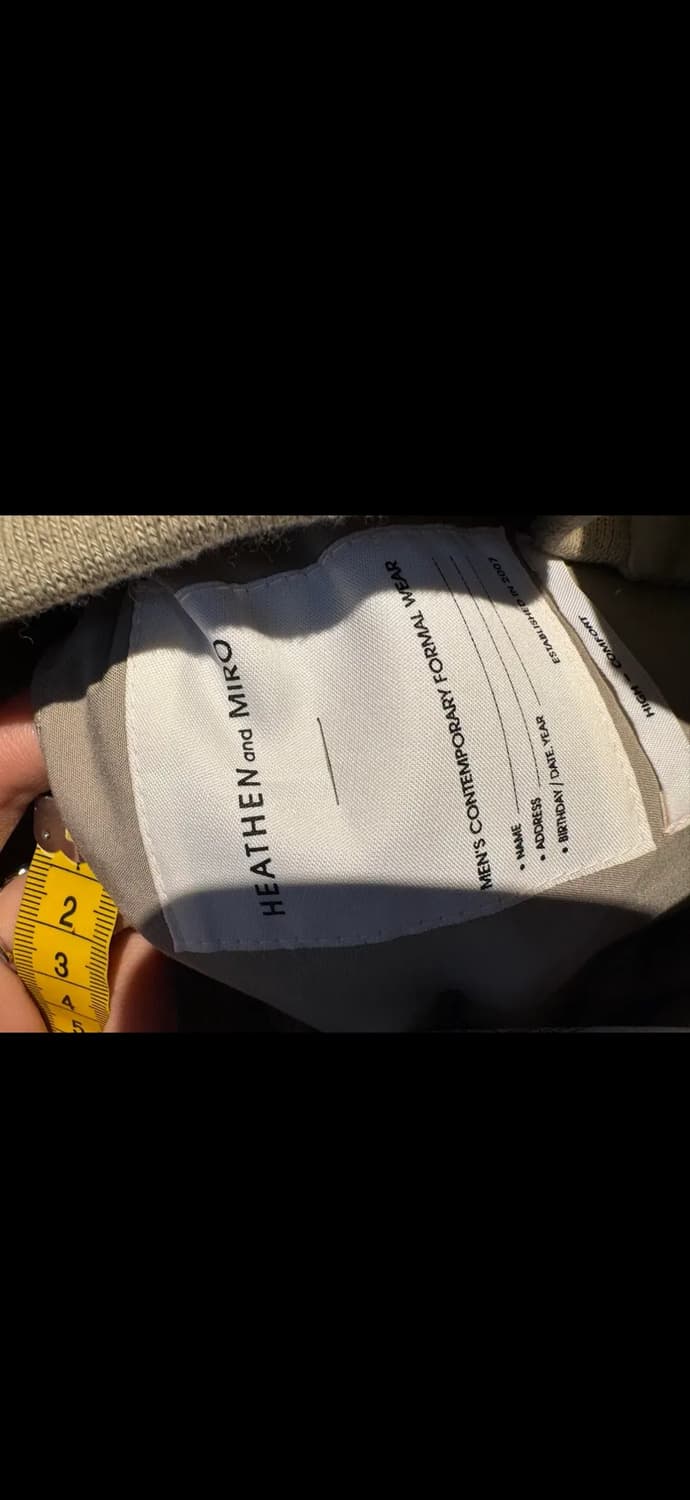 HEATHEN and MIRO
MEN'S CONTEMPORARY FORMAL WEAR
• NAME
• ADDRESS
• BIRTHDAY / DATE. YEAR
ESTABLISHED IN 2007
HIGH – COMFORT
2
3
4
5